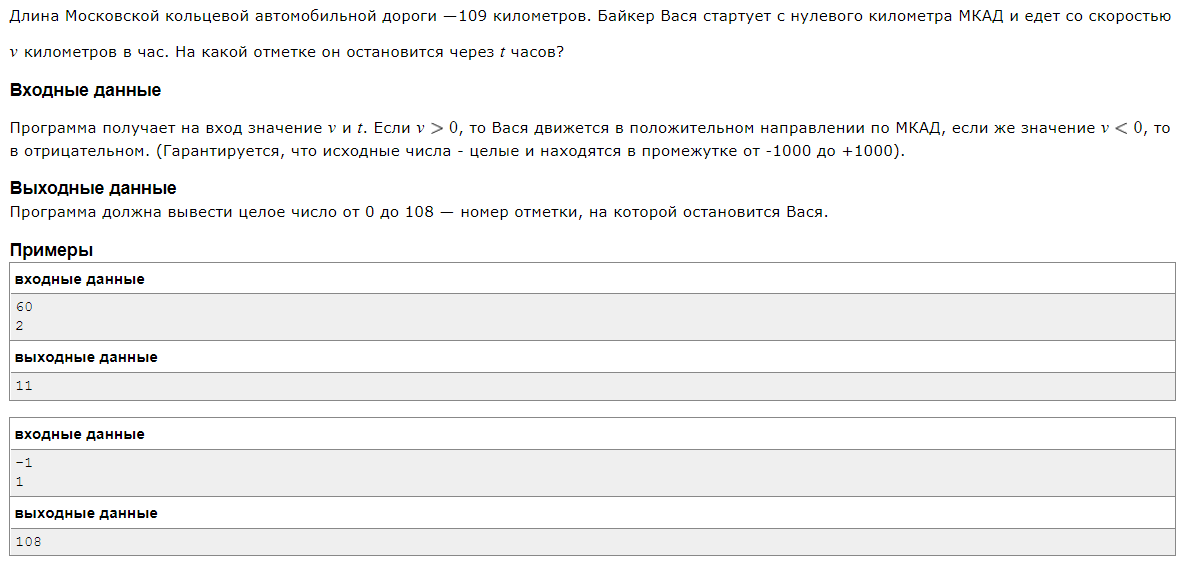 Длина Московской кольцевой автомобильной дороги —109 километров. Байкер Вася стартует с нулевого километра МКАД и едет со скоростью
v километров в час. На какой отметке он остановится через t часов?
Входные данные
Программа получает на вход значение v и t. Если v > 0, то Вася движется в положительном направлении по МКАД, если же значение v < 0, то
в отрицательном. (Гарантируется, что исходные числа - целые и находятся в промежутке от -1000 до +1000).
Выходные данные
Программа должна вывести целое число от 0 до 108 — номер отметки, на которой остановится Вася.
Примеры
входные данные
60
2
выходные данные
11
входные данные
-1
1
выходные данные
108